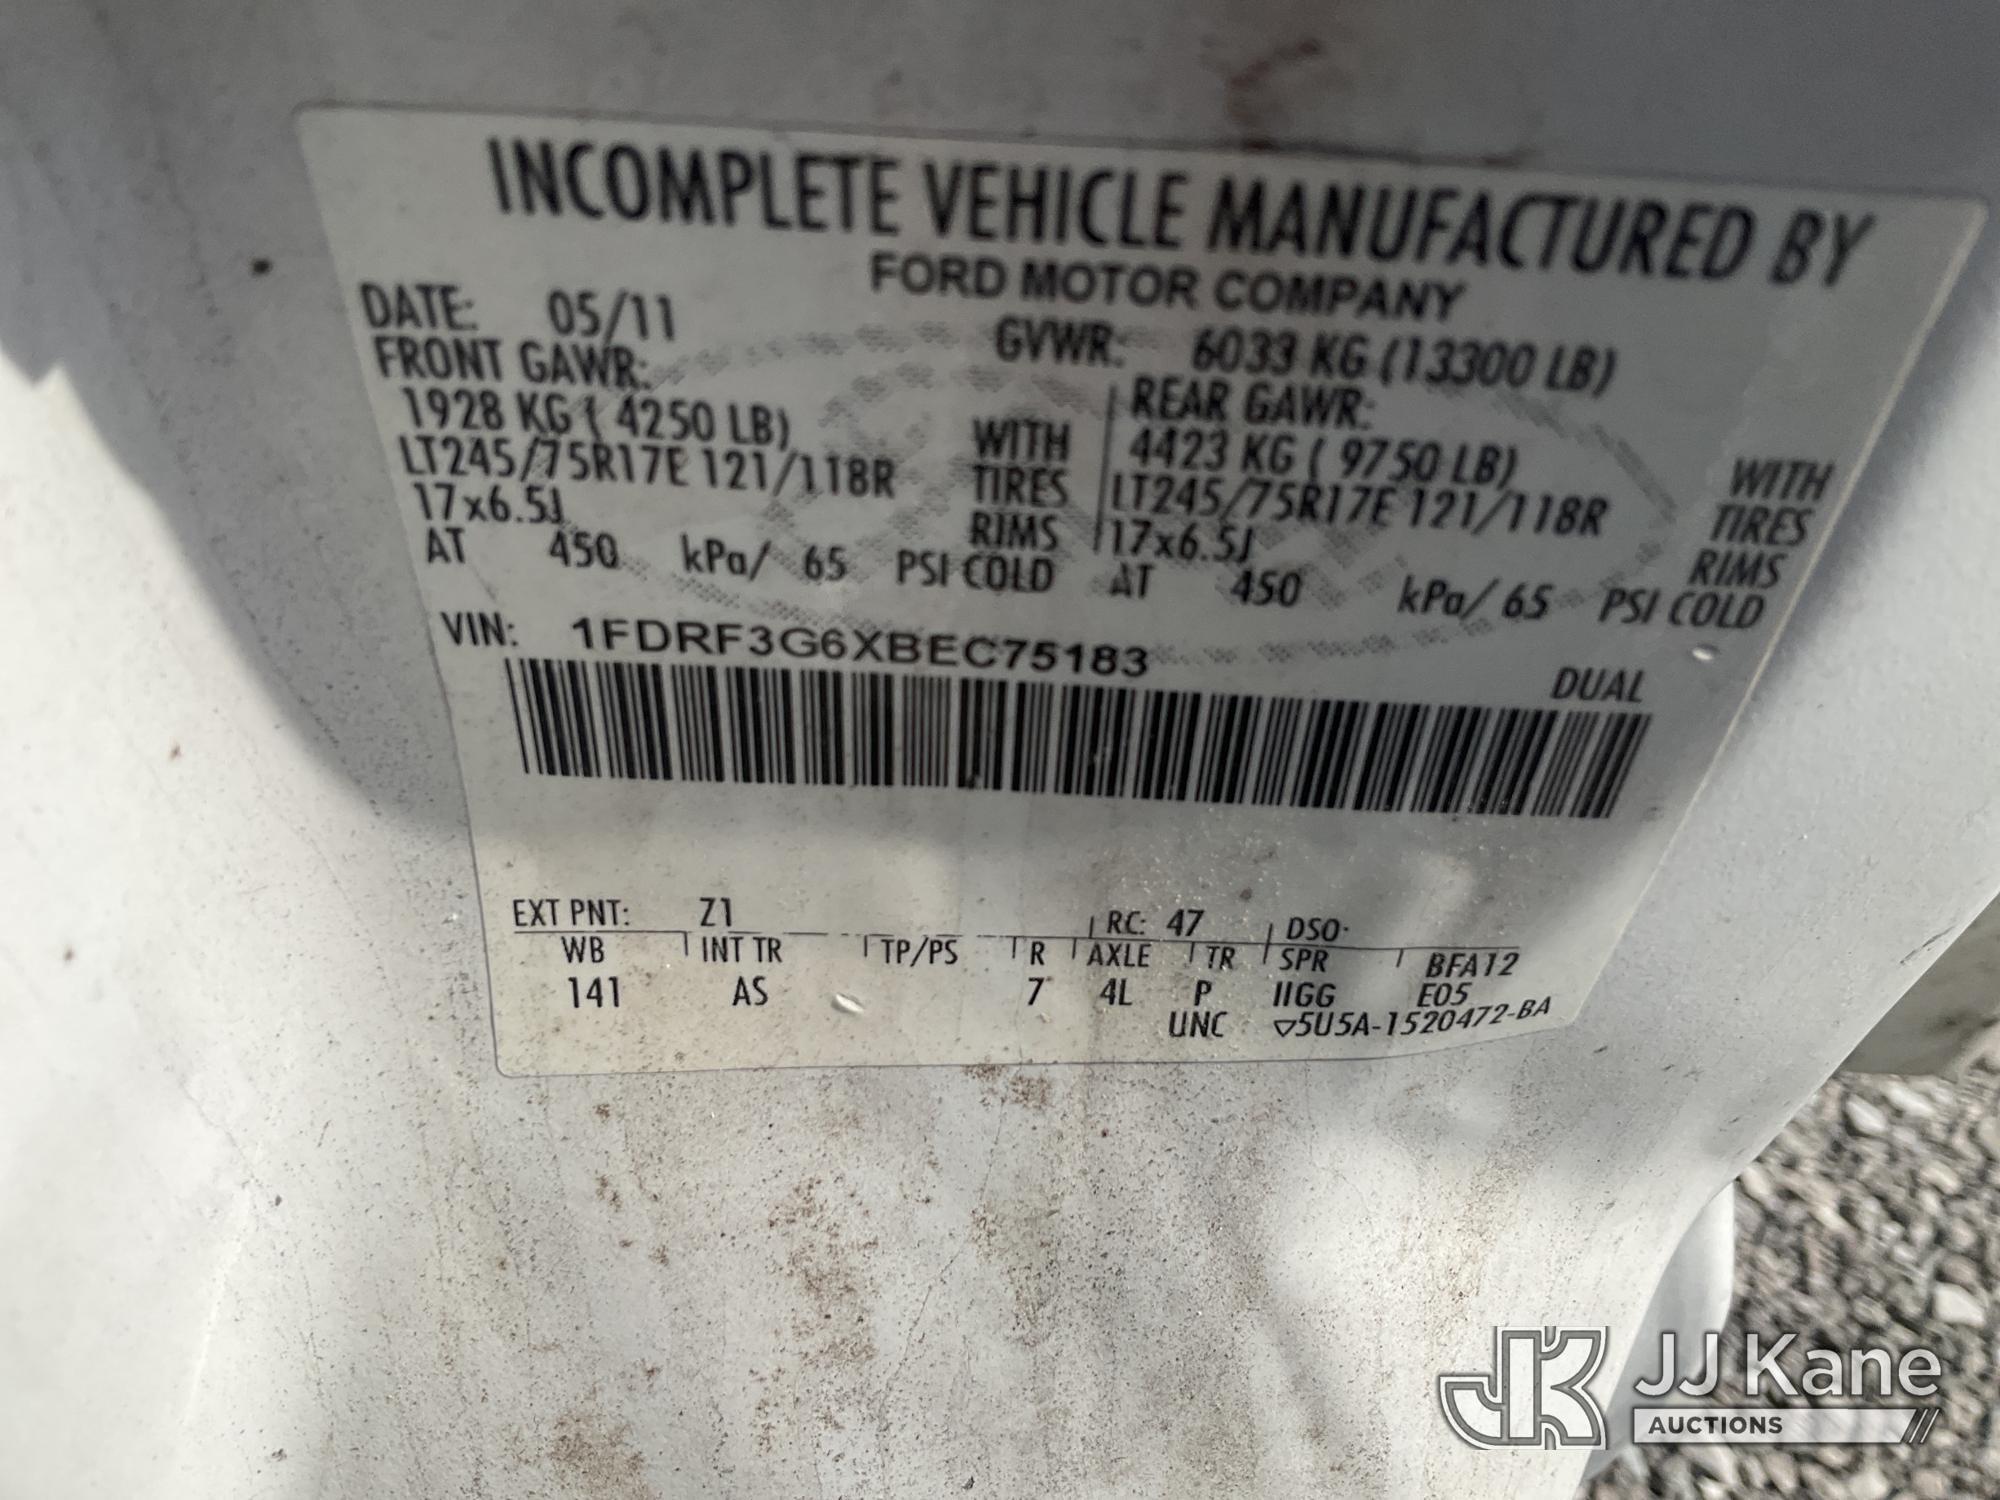 INCOMPLETE VEHICLE MANUFACTURED BY
FORD MOTOR COMPANY
DATE: 05/11 GVWR: 6033 KG (13300 LB)
FRONT GAWR: REAR GAWR:
1928 KG ( 4250 LB) WITH 4423 KG ( 9750 LB) WITH
LT245/75R17E 121/118R TIRES LT245/75R17E 121/118R TIRES
17x6.5J RIMS 17x6.5J RIMS
AT 450 kPa/ 65 PSI COLD AT 450 kPa/ 65 PSI COLD
VIN: 1FDRF3G6XBEC75183
DUAL
EXT PNT: Z1 RC: 47 DSO:
WB INT TR TP/PS R AXLE TR SPR BFA12
141 AS 7 4L P IIGG E05
UNC ▽5U5A-1520472-BA
JK JJ Kane
AUCTIONS